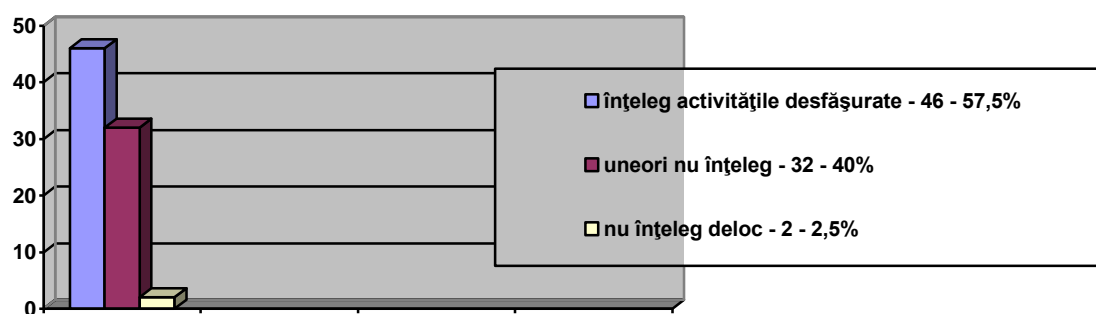 50
40
30
20
10
0
înţeleg activităţile desfăşurate - 46 - 57,5%
uneori nu înţeleg - 32 - 40%
nu înţeleg deloc - 2 - 2,5%